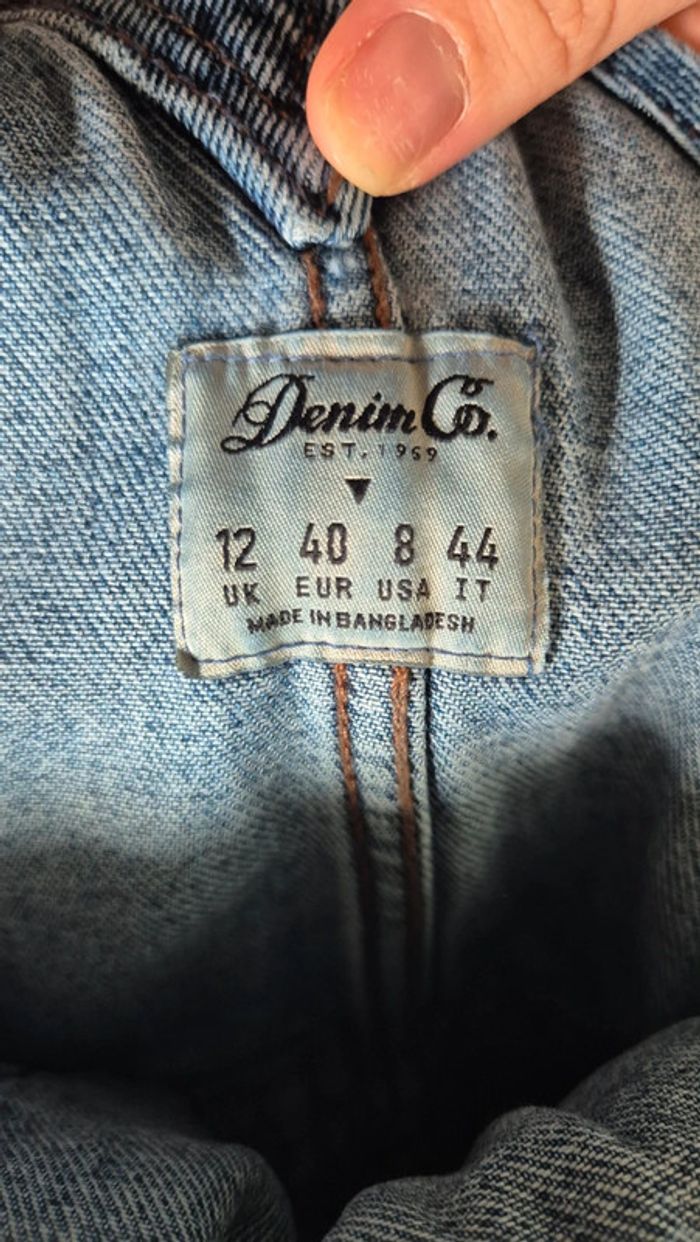 Denim Co.
EST. 1969
12 40 8 44
UK EUR USA IT
MADE IN BANGLADESH